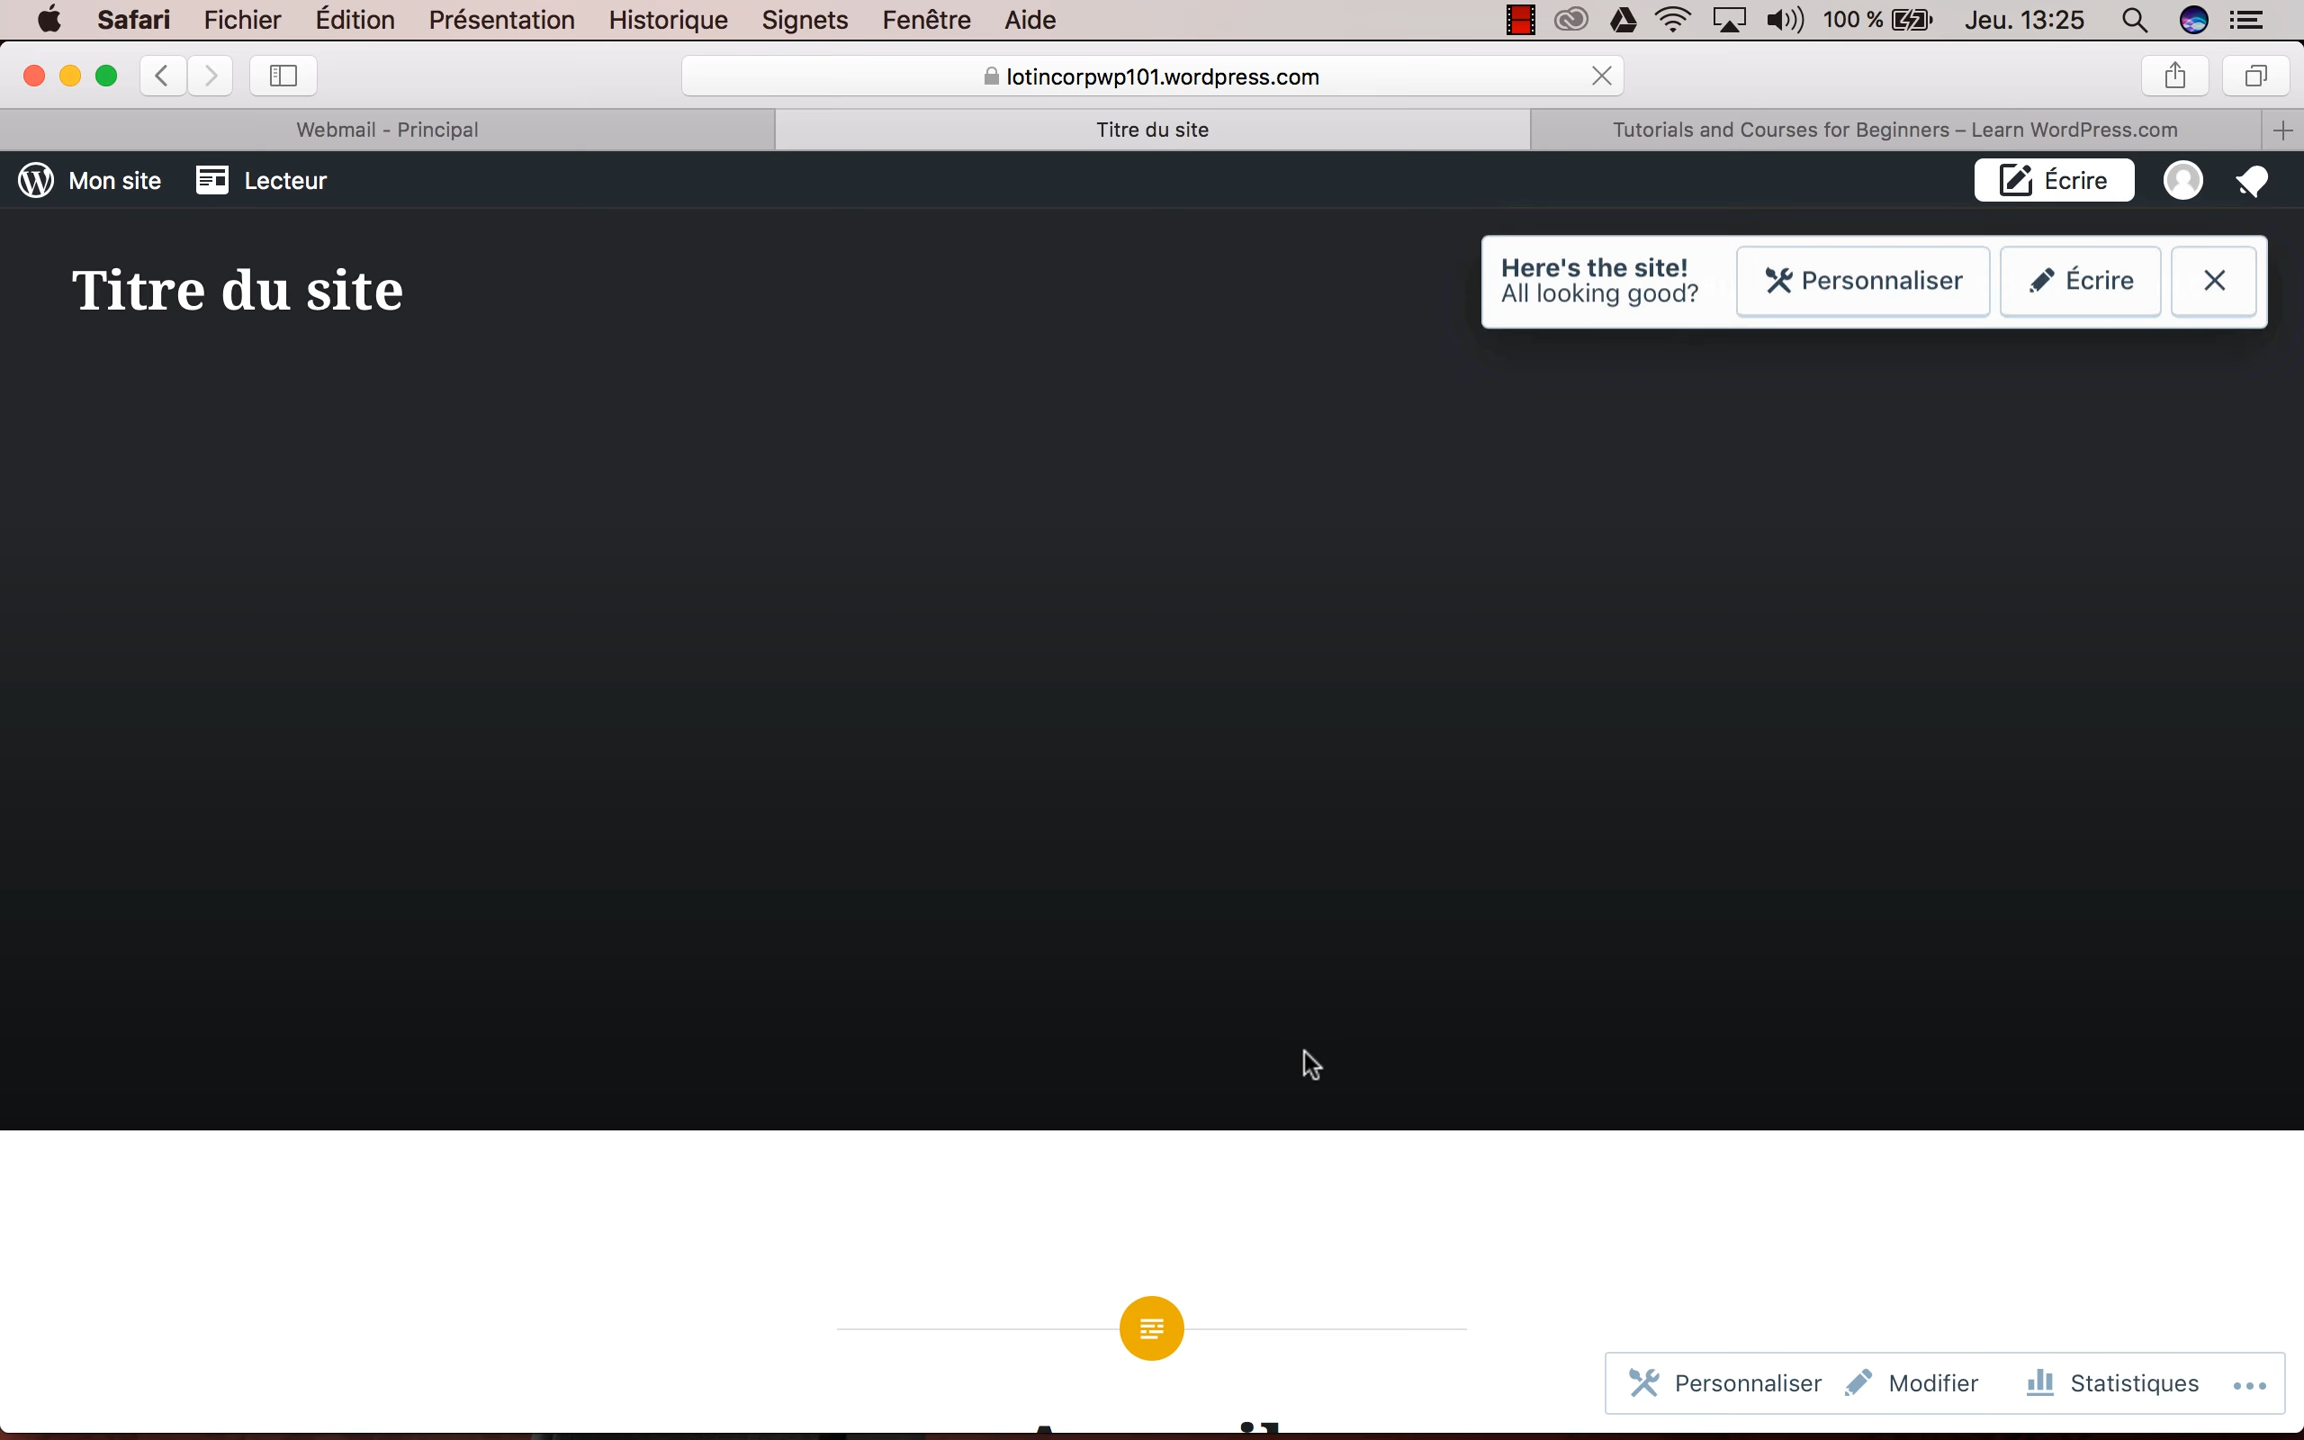 Safari Fichier Édition Présentation Historique Signets Fenêtre Aide 100 % Jeu. 13:25
lotincorpwp101.wordpress.com
Webmail - Principal Titre du site Tutorials and Courses for Beginners – Learn WordPress.com
Mon site Lecteur Écrire
Titre du site
Here's the site!
All looking good?
Personnaliser Écrire
Personnaliser Modifier Statistiques